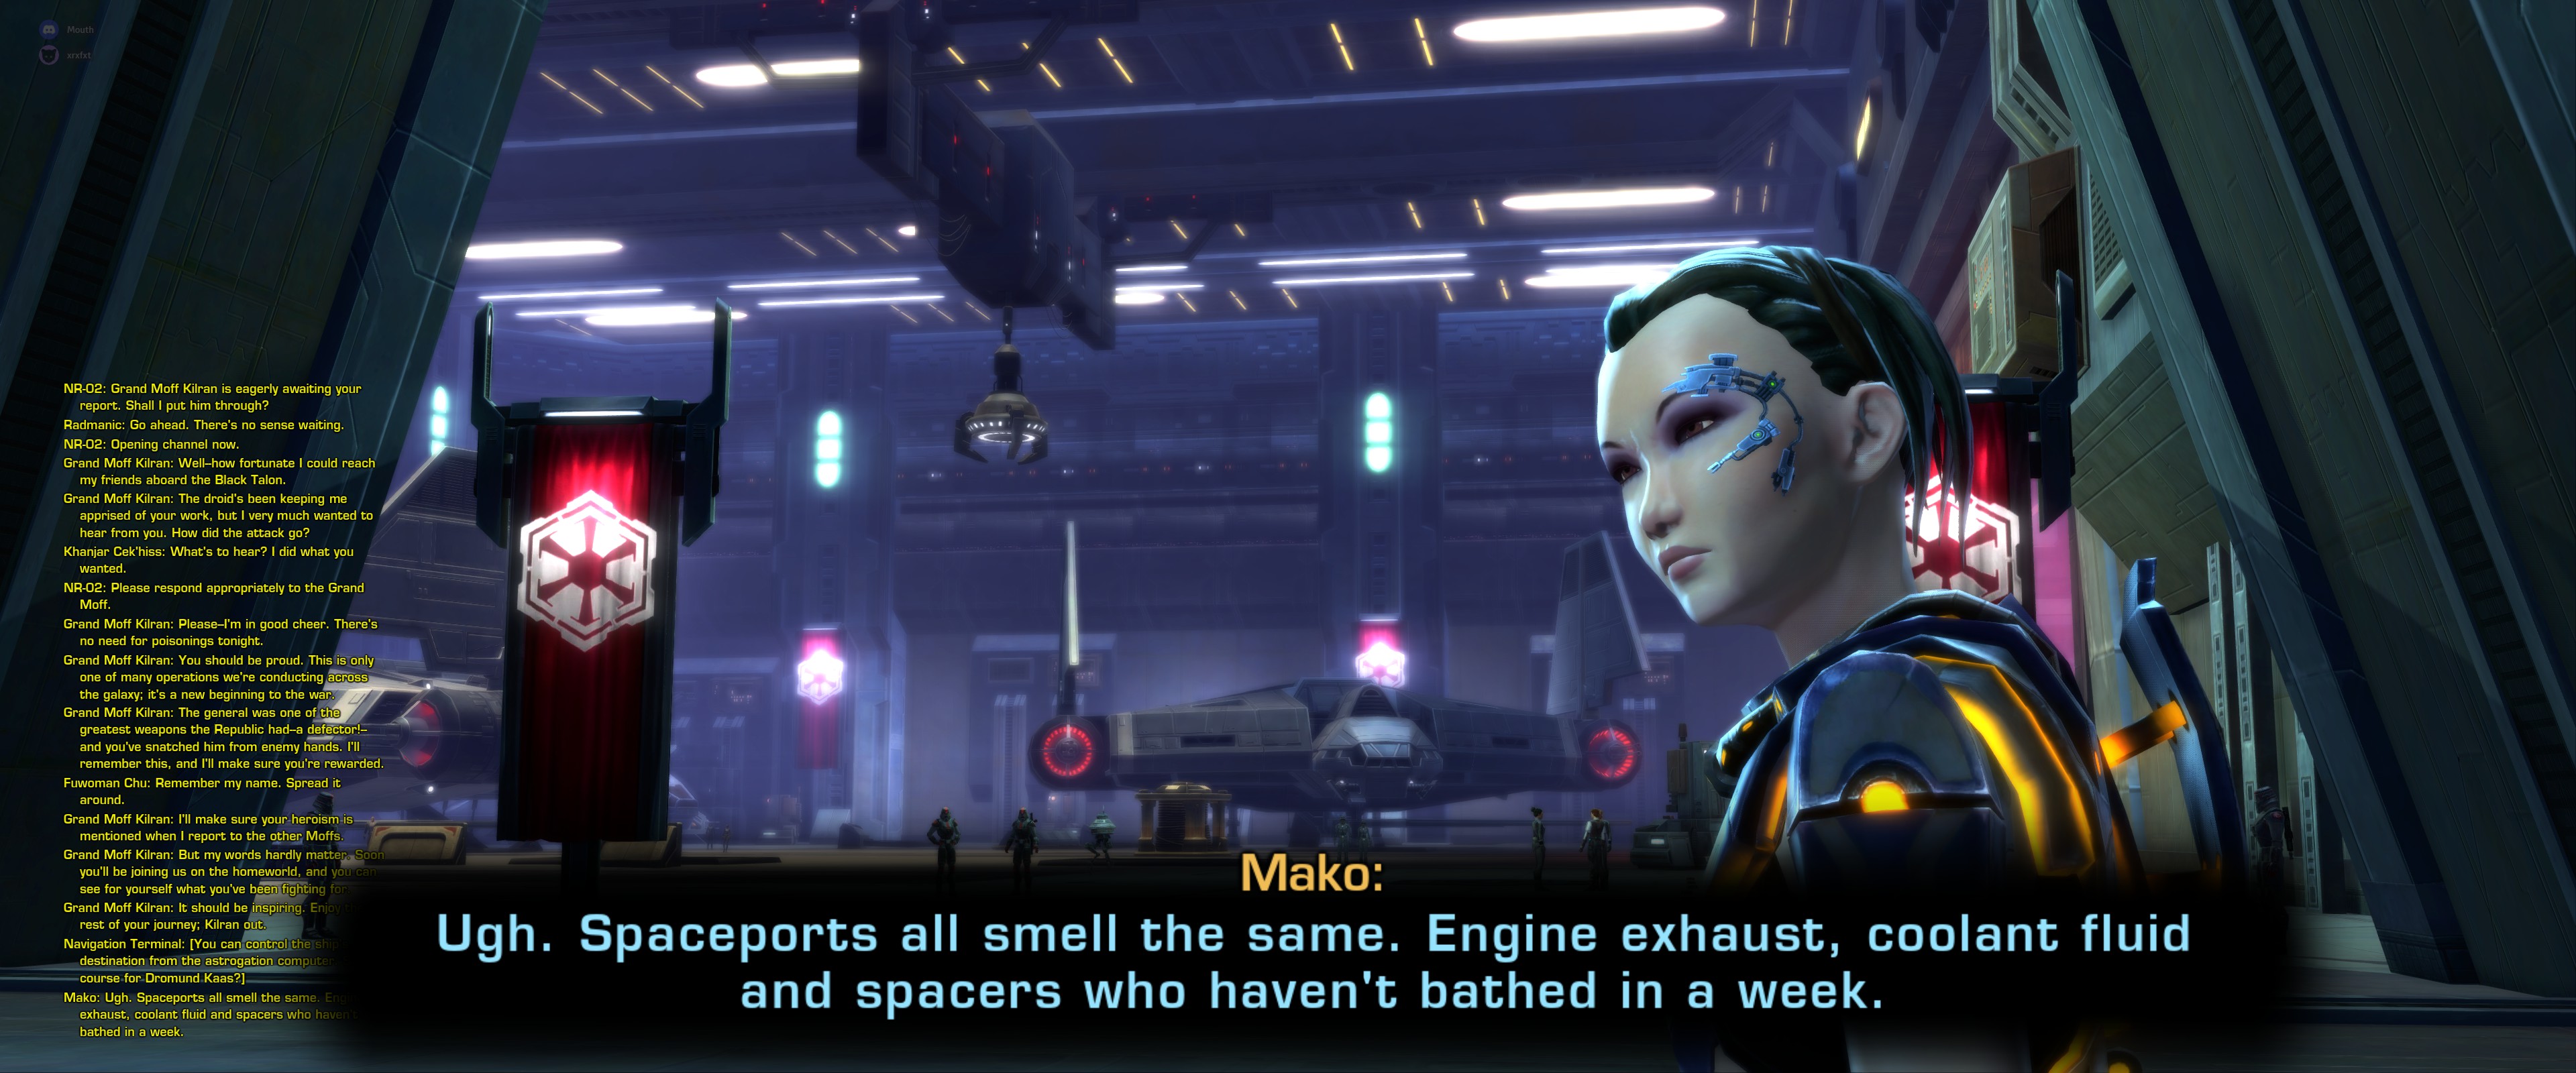 Mouth
xrxfxt
NR-02: Grand Moff Kilran is eagerly awaiting your
report. Shall I put him through?
Radmanic: Go ahead. There's no sense waiting.
NR-02: Opening channel now.
Grand Moff Kilran: Well–how fortunate I could reach
my friends aboard the Black Talon.
Grand Moff Kilran: The droid's been keeping me
apprised of your work, but I very much wanted to
hear from you. How did the attack go?
Khanjar Cek'hiss: What's to hear? I did what you
wanted.
NR-02: Please respond appropriately to the Grand
Moff.
Grand Moff Kilran: Please–I'm in good cheer. There's
no need for poisonings tonight.
Grand Moff Kilran: You should be proud. This is only
one of many operations we're conducting across
the galaxy; it's a new beginning to the war.
Grand Moff Kilran: The general was one of the
greatest weapons the Republic had–a defector!–
and you've snatched him from enemy hands. I'll
remember this, and I'll make sure you're rewarded.
Fuwoman Chu: Remember my name. Spread it
around.
Grand Moff Kilran: I'll make sure your heroism is
mentioned when I report to the other Moffs.
Grand Moff Kilran: But my words hardly matter. Soon
you'll be joining us on the homeworld, and you can
see for yourself what you've been fighting for.
Grand Moff Kilran: It should be inspiring. Enjoy
rest of your journey; Kilran out.
Navigation Terminal: [You can control the ship
destination from the astrogation computer
course for Dromund Kaas?]
Mako: Ugh. Spaceports all smell the same.
exhaust, coolant fluid and spacers who haven't
bathed in a week.
Mako:
Ugh. Spaceports all smell the same. Engine exhaust, coolant fluid
and spacers who haven't bathed in a week.